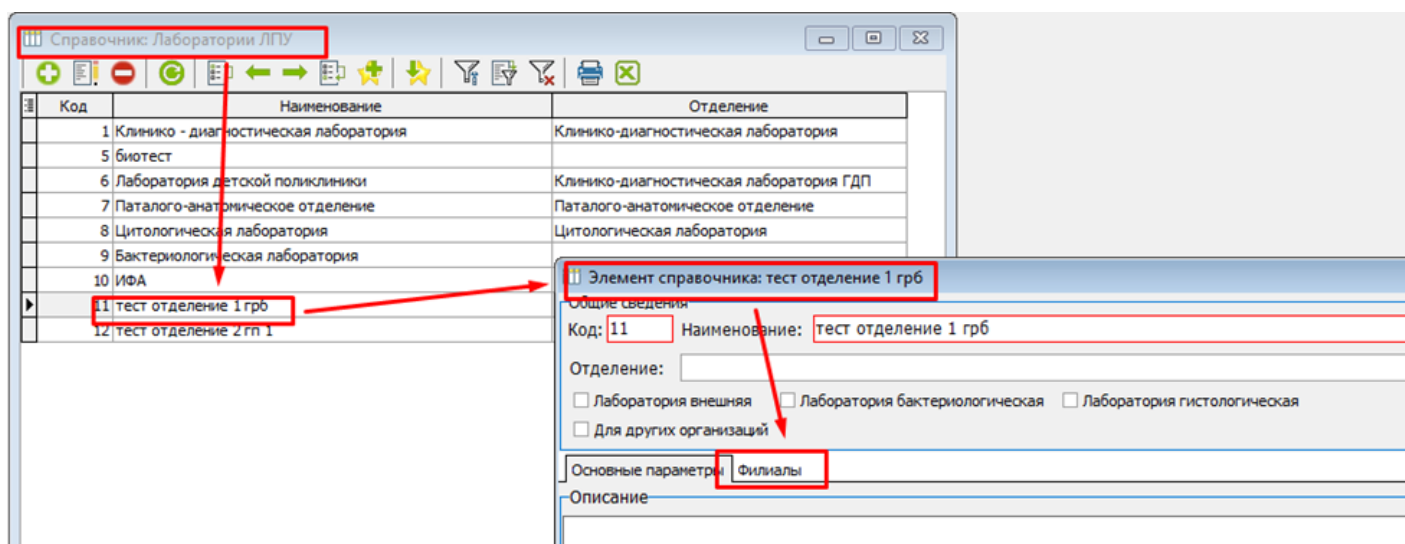 Справочник: Лаборатории ЛПУ
Код Наименование Отделение
1 Клинико - диагностическая лаборатория Клинико-диагностическая лаборатория
5 биотест
6 Лаборатория детской поликлиники Клинико-диагностическая лаборатория ГДП
7 Паталого-анатомическое отделение Паталого-анатомическое отделение
8 Цитологическая лаборатория Цитологическая лаборатория
9 Бактериологическая лаборатория
10 ИФА
11 тест отделение 1 грб
12 тест отделение 2 гп 1
Элемент справочника: тест отделение 1 грб
Общие сведения
Код: 11 Наименование: тест отделение 1 грб
Отделение:
Лаборатория внешняя Лаборатория бактериологическая Лаборатория гистологическая
Для других организаций
Основные параметры Филиалы
Описание